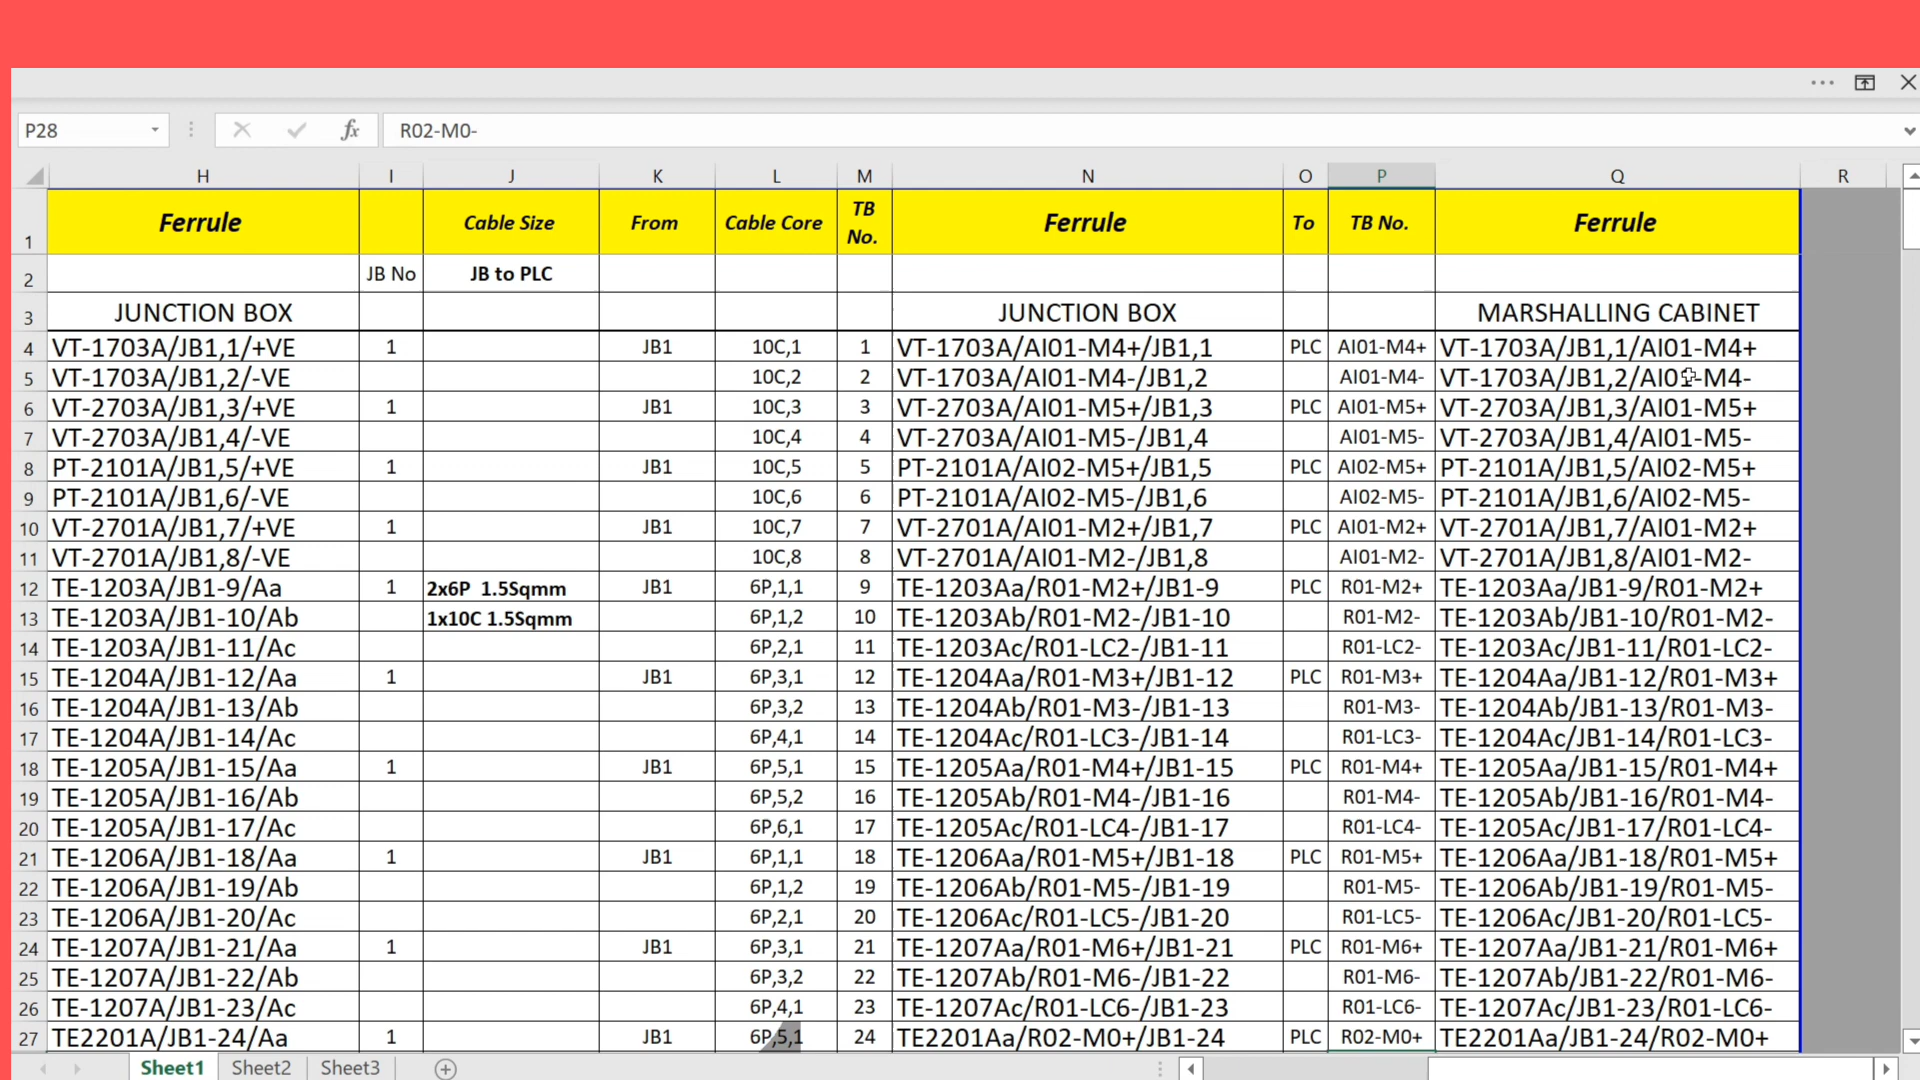 P28 fx R02-M0-
H I J K L M N O P Q R
1 Ferrule Cable Size From Cable Core TB No. Ferrule To TB No. Ferrule
2 JB No JB to PLC
3 JUNCTION BOX JUNCTION BOX MARSHALLING CABINET
4 VT-1703A/JB1,1/+VE 1 JB1 10C,1 1 VT-1703A/AI01-M4+/JB1,1 PLC AI01-M4+ VT-1703A/JB1,1/AI01-M4+
5 VT-1703A/JB1,2/-VE 10C,2 2 VT-1703A/AI01-M4-/JB1,2 AI01-M4- VT-1703A/JB1,2/AI01-M4-
6 VT-2703A/JB1,3/+VE 1 JB1 10C,3 3 VT-2703A/AI01-M5+/JB1,3 PLC AI01-M5+ VT-2703A/JB1,3/AI01-M5+
7 VT-2703A/JB1,4/-VE 10C,4 4 VT-2703A/AI01-M5-/JB1,4 AI01-M5- VT-2703A/JB1,4/AI01-M5-
8 PT-2101A/JB1,5/+VE 1 JB1 10C,5 5 PT-2101A/AI02-M5+/JB1,5 PLC AI02-M5+ PT-2101A/JB1,5/AI02-M5+
9 PT-2101A/JB1,6/-VE 10C,6 6 PT-2101A/AI02-M5-/JB1,6 AI02-M5- PT-2101A/JB1,6/AI02-M5-
10 VT-2701A/JB1,7/+VE 1 JB1 10C,7 7 VT-2701A/AI01-M2+/JB1,7 PLC AI01-M2+ VT-2701A/JB1,7/AI01-M2+
11 VT-2701A/JB1,8/-VE 10C,8 8 VT-2701A/AI01-M2-/JB1,8 AI01-M2- VT-2701A/JB1,8/AI01-M2-
12 TE-1203A/JB1-9/Aa 1 2x6P 1.5Sqmm JB1 6P,1,1 9 TE-1203Aa/R01-M2+/JB1-9 PLC R01-M2+ TE-1203Aa/JB1-9/R01-M2+
13 TE-1203A/JB1-10/Ab 1x10C 1.5Sqmm 6P,1,2 10 TE-1203Ab/R01-M2-/JB1-10 R01-M2- TE-1203Ab/JB1-10/R01-M2-
14 TE-1203A/JB1-11/Ac 6P,2,1 11 TE-1203Ac/R01-LC2-/JB1-11 R01-LC2- TE-1203Ac/JB1-11/R01-LC2-
15 TE-1204A/JB1-12/Aa 1 JB1 6P,3,1 12 TE-1204Aa/R01-M3+/JB1-12 PLC R01-M3+ TE-1204Aa/JB1-12/R01-M3+
16 TE-1204A/JB1-13/Ab 6P,3,2 13 TE-1204Ab/R01-M3-/JB1-13 R01-M3- TE-1204Ab/JB1-13/R01-M3-
17 TE-1204A/JB1-14/Ac 6P,4,1 14 TE-1204Ac/R01-LC3-/JB1-14 R01-LC3- TE-1204Ac/JB1-14/R01-LC3-
18 TE-1205A/JB1-15/Aa 1 JB1 6P,5,1 15 TE-1205Aa/R01-M4+/JB1-15 PLC R01-M4+ TE-1205Aa/JB1-15/R01-M4+
19 TE-1205A/JB1-16/Ab 6P,5,2 16 TE-1205Ab/R01-M4-/JB1-16 R01-M4- TE-1205Ab/JB1-16/R01-M4-
20 TE-1205A/JB1-17/Ac 6P,6,1 17 TE-1205Ac/R01-LC4-/JB1-17 R01-LC4- TE-1205Ac/JB1-17/R01-LC4-
21 TE-1206A/JB1-18/Aa 1 JB1 6P,1,1 18 TE-1206Aa/R01-M5+/JB1-18 PLC R01-M5+ TE-1206Aa/JB1-18/R01-M5+
22 TE-1206A/JB1-19/Ab 6P,1,2 19 TE-1206Ab/R01-M5-/JB1-19 R01-M5- TE-1206Ab/JB1-19/R01-M5-
23 TE-1206A/JB1-20/Ac 6P,2,1 20 TE-1206Ac/R01-LC5-/JB1-20 R01-LC5- TE-1206Ac/JB1-20/R01-LC5-
24 TE-1207A/JB1-21/Aa 1 JB1 6P,3,1 21 TE-1207Aa/R01-M6+/JB1-21 PLC R01-M6+ TE-1207Aa/JB1-21/R01-M6+
25 TE-1207A/JB1-22/Ab 6P,3,2 22 TE-1207Ab/R01-M6-/JB1-22 R01-M6- TE-1207Ab/JB1-22/R01-M6-
26 TE-1207A/JB1-23/Ac 6P,4,1 23 TE-1207Ac/R01-LC6-/JB1-23 R01-LC6- TE-1207Ac/JB1-23/R01-LC6-
27 TE2201A/JB1-24/Aa 1 JB1 6P,5,1 24 TE2201Aa/R02-M0+/JB1-24 PLC R02-M0+ TE2201Aa/JB1-24/R02-M0+
Sheet1 Sheet2 Sheet3